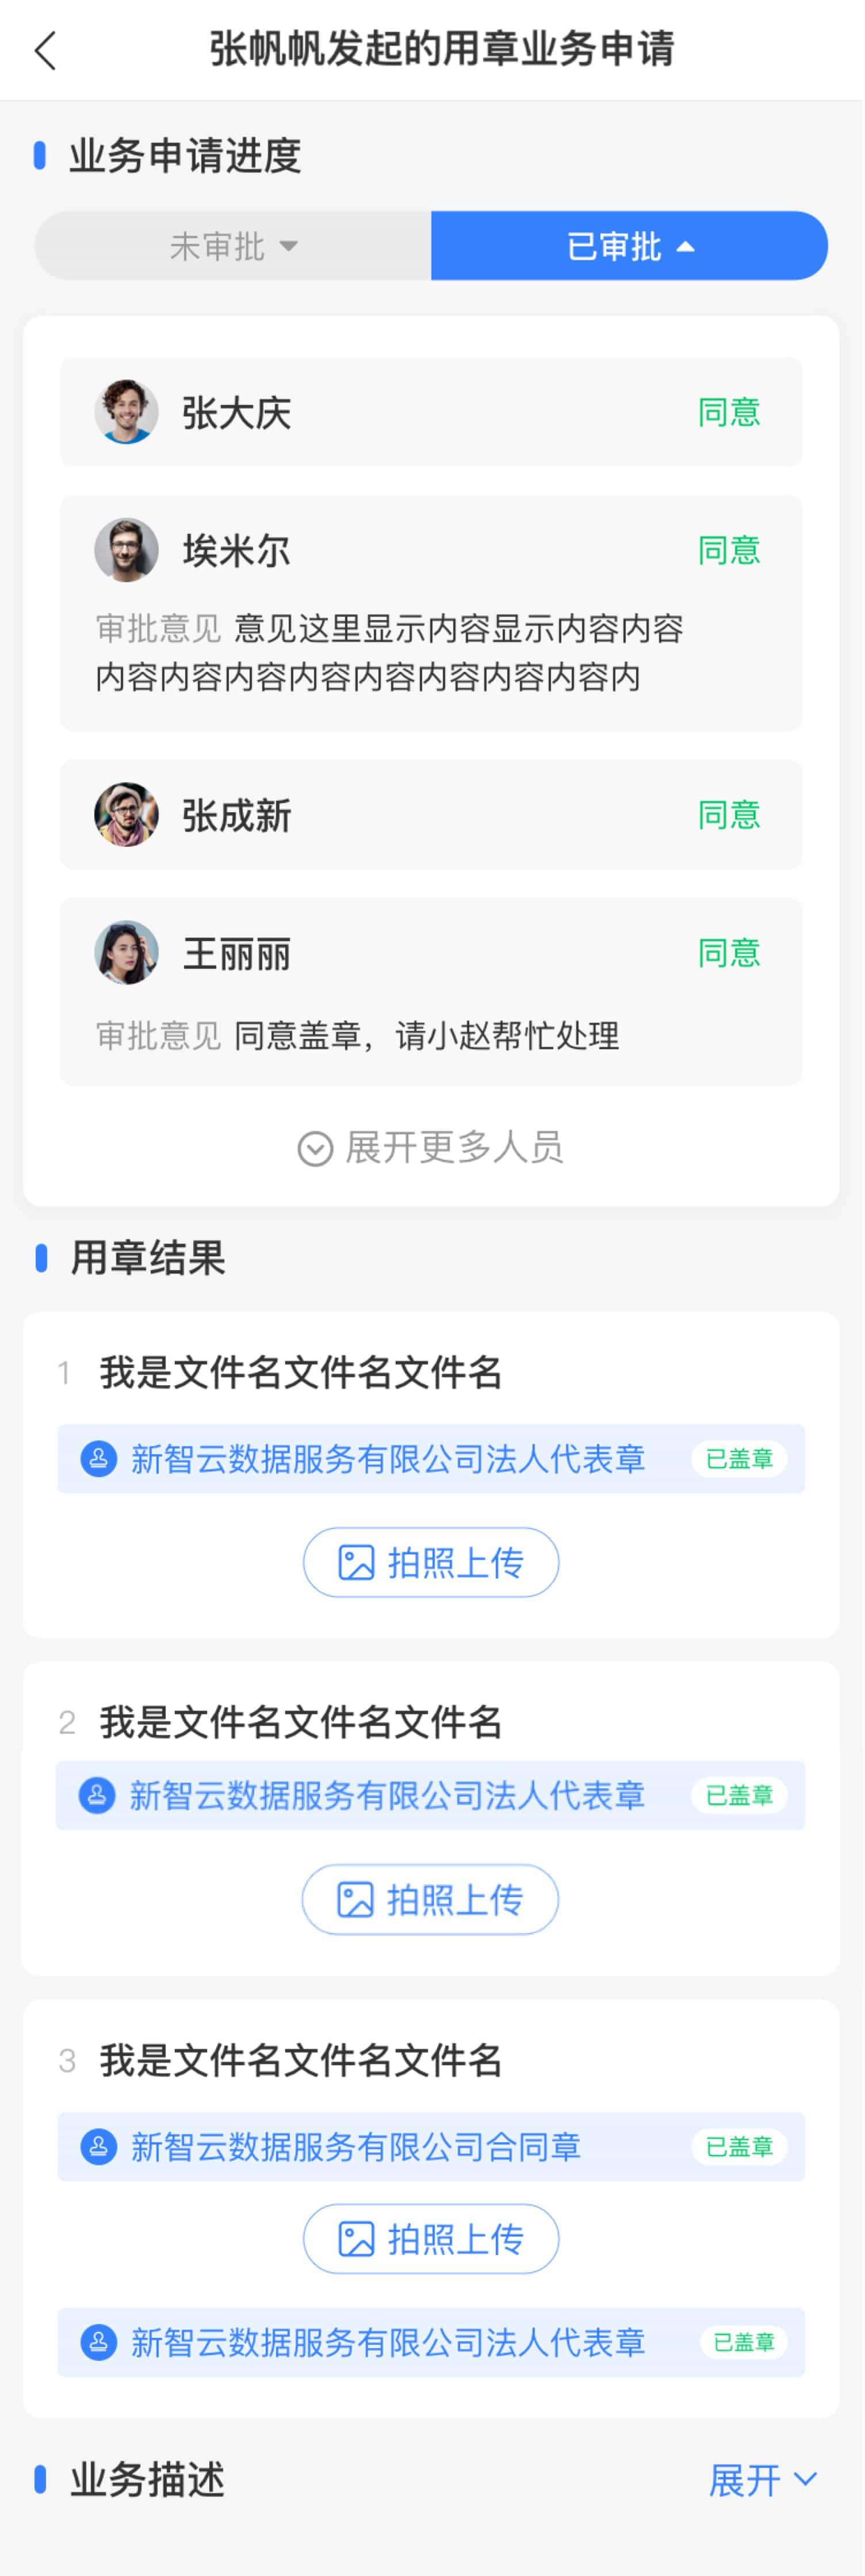 张帆帆发起的用章业务申请
业务申请进度
未审批
已审批
张大庆
同意
埃米尔
同意
审批意见 意见这里显示内容显示内容内容
内容内容内容内容内容内容内容内容内
张成新
同意
王丽丽
同意
审批意见 同意盖章，请小赵帮忙处理
展开更多人员
用章结果
1 我是文件名文件名文件名
新智云数据服务有限公司法人代表章
已盖章
拍照上传
2 我是文件名文件名文件名
新智云数据服务有限公司法人代表章
已盖章
拍照上传
3 我是文件名文件名文件名
新智云数据服务有限公司合同章
已盖章
拍照上传
新智云数据服务有限公司法人代表章
已盖章
业务描述
展开